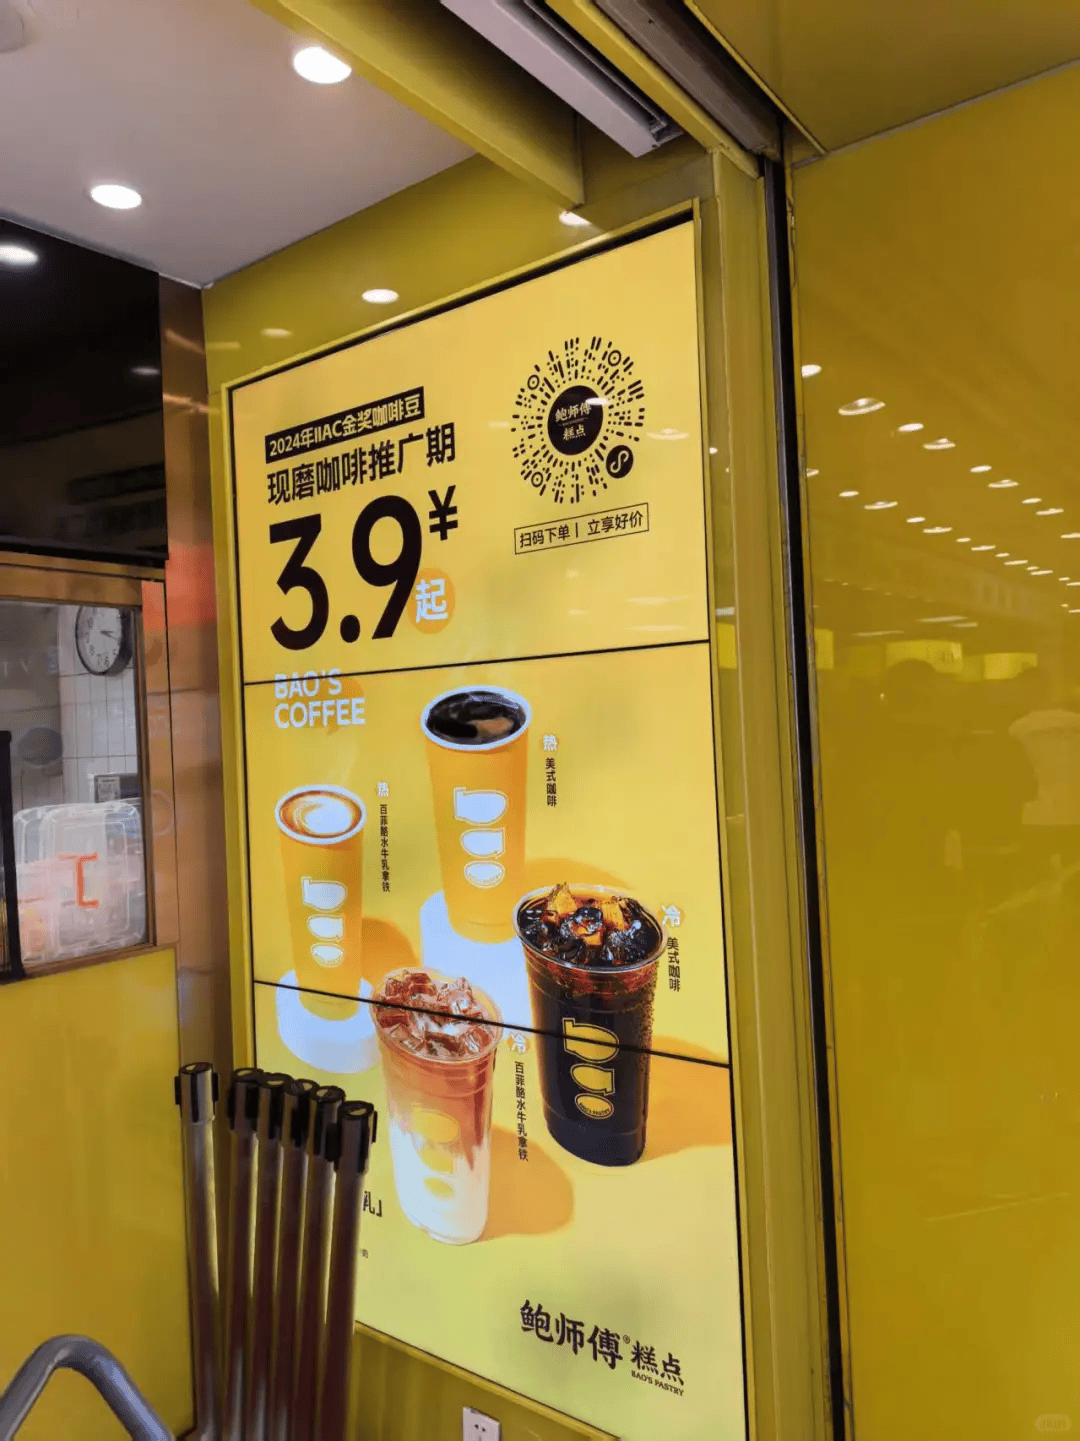 2024年IIAC金奖咖啡豆
现磨咖啡推广期
3.9¥起
鲍师傅
糕点
扫码下单 | 立享好价
BAO'S
COFFEE
热 美式咖啡
热 百菲酪水牛乳拿铁
冷 美式咖啡
冷 百菲酪水牛乳拿铁
乳」
鲍师傅®糕点
BAO'S PASTRY